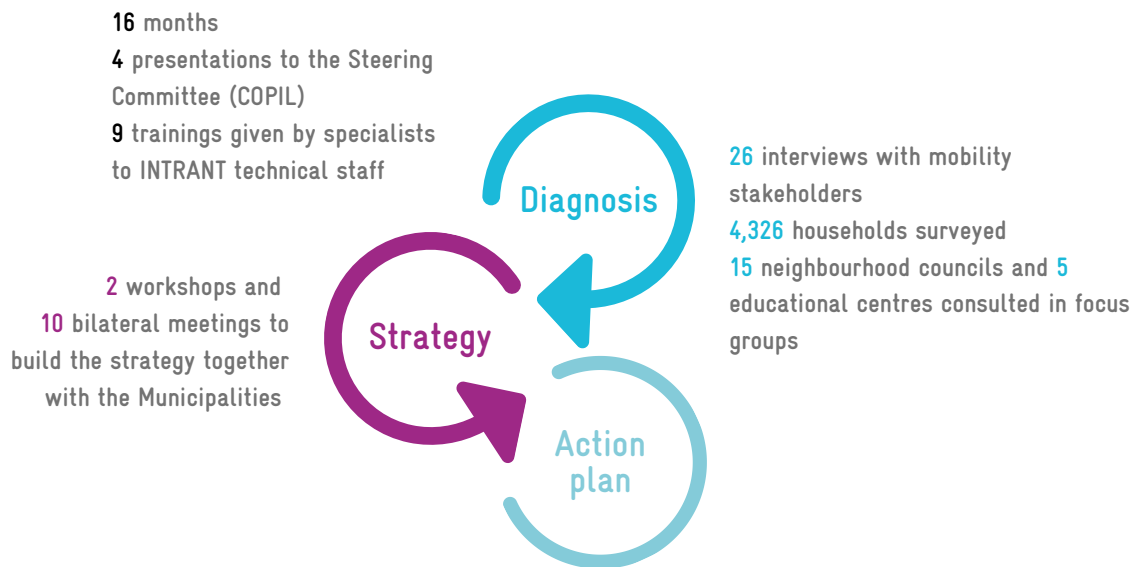 16 months
4 presentations to the Steering
Committee (COPIL)
9 trainings given by specialists
to INTRANT technical staff
Diagnosis
26 interviews with mobility
stakeholders
4,326 households surveyed
15 neighbourhood councils and 5
educational centres consulted in focus
groups
2 workshops and
10 bilateral meetings to
build the strategy together
with the Municipalities
Strategy
Action
plan